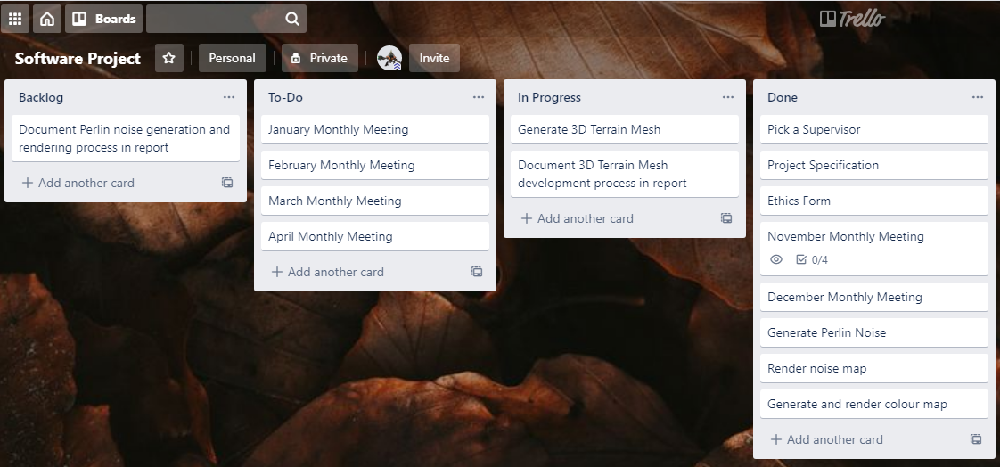 Boards
Trello
Software Project
Personal
Private
Invite
Backlog
Document Perlin noise generation and
rendering process in report
+ Add another card
To-Do
January Monthly Meeting
February Monthly Meeting
March Monthly Meeting
April Monthly Meeting
+ Add another card
In Progress
Generate 3D Terrain Mesh
Document 3D Terrain Mesh
development process in report
+ Add another card
Done
Pick a Supervisor
Project Specification
Ethics Form
November Monthly Meeting
0/4
December Monthly Meeting
Generate Perlin Noise
Render noise map
Generate and render colour map
+ Add another card